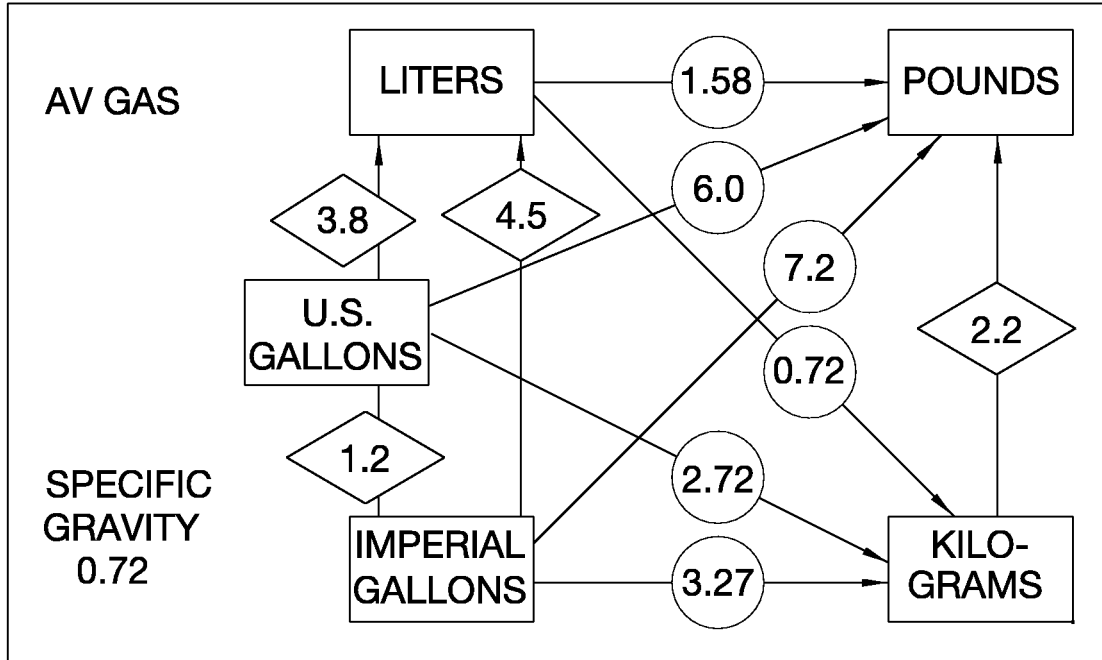 AV GAS
LITERS
1.58
POUNDS
6.0
3.8
4.5
7.2
U.S.
GALLONS
2.2
0.72
1.2
2.72
SPECIFIC
GRAVITY
0.72
IMPERIAL
GALLONS
3.27
KILO-
GRAMS